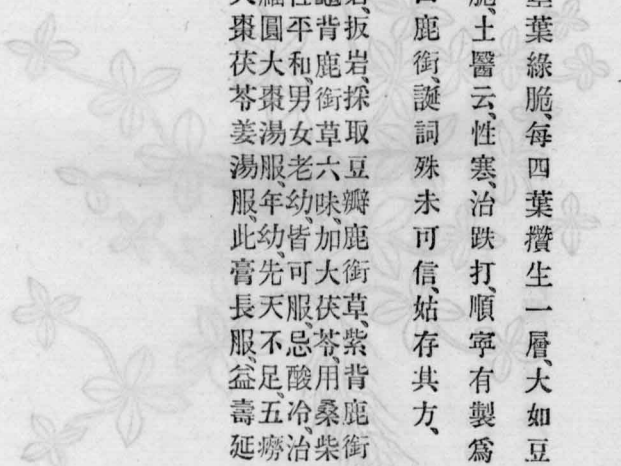 葉綠脆、每四葉攢生一層、大如豆
土醫云、性寒、治跌打、順寧有製爲
鹿銜、誕詞殊未可信、姑存其方、
扳岩、採取豆瓣鹿銜草、紫背鹿銜
背鹿銜草六味、加大茯苓、用桑柴
平和、男女老幼、皆可服、忌酸冷、治
圓大棗湯服、年幼、先天不足、五癆
棗茯苓姜湯服、此膏長服、益壽延